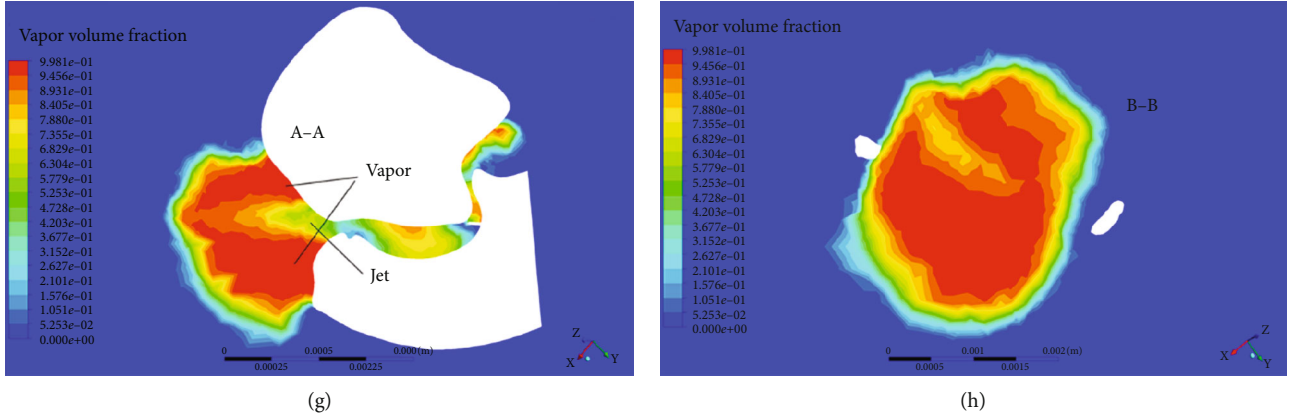 Vapor volume fraction
9.981e–01
9.456e–01
8.931e–01
8.405e–01
7.880e–01
7.355e–01
6.829e–01
6.304e–01
5.779e–01
5.253e–01
4.728e–01
4.203e–01
3.677e–01
3.152e–01
2.627e–01
2.101e–01
1.576e–01
1.051e–01
5.253e–02
0.000e+00
A–A
Vapor
Jet
0 0.0005 0.000(m)
0.00025 0.00225
Z
X Y
(g)
Vapor volume fraction
9.981e–01
9.456e–01
8.931e–01
8.405e–01
7.880e–01
7.355e–01
6.829e–01
6.304e–01
5.779e–01
5.253e–01
4.728e–01
4.203e–01
3.677e–01
3.152e–01
2.627e–01
2.101e–01
1.576e–01
1.051e–01
5.253e–02
0.000e+00
B–B
0 0.001 0.002 (m)
0.0005 0.0015
Z
X Y
(h)